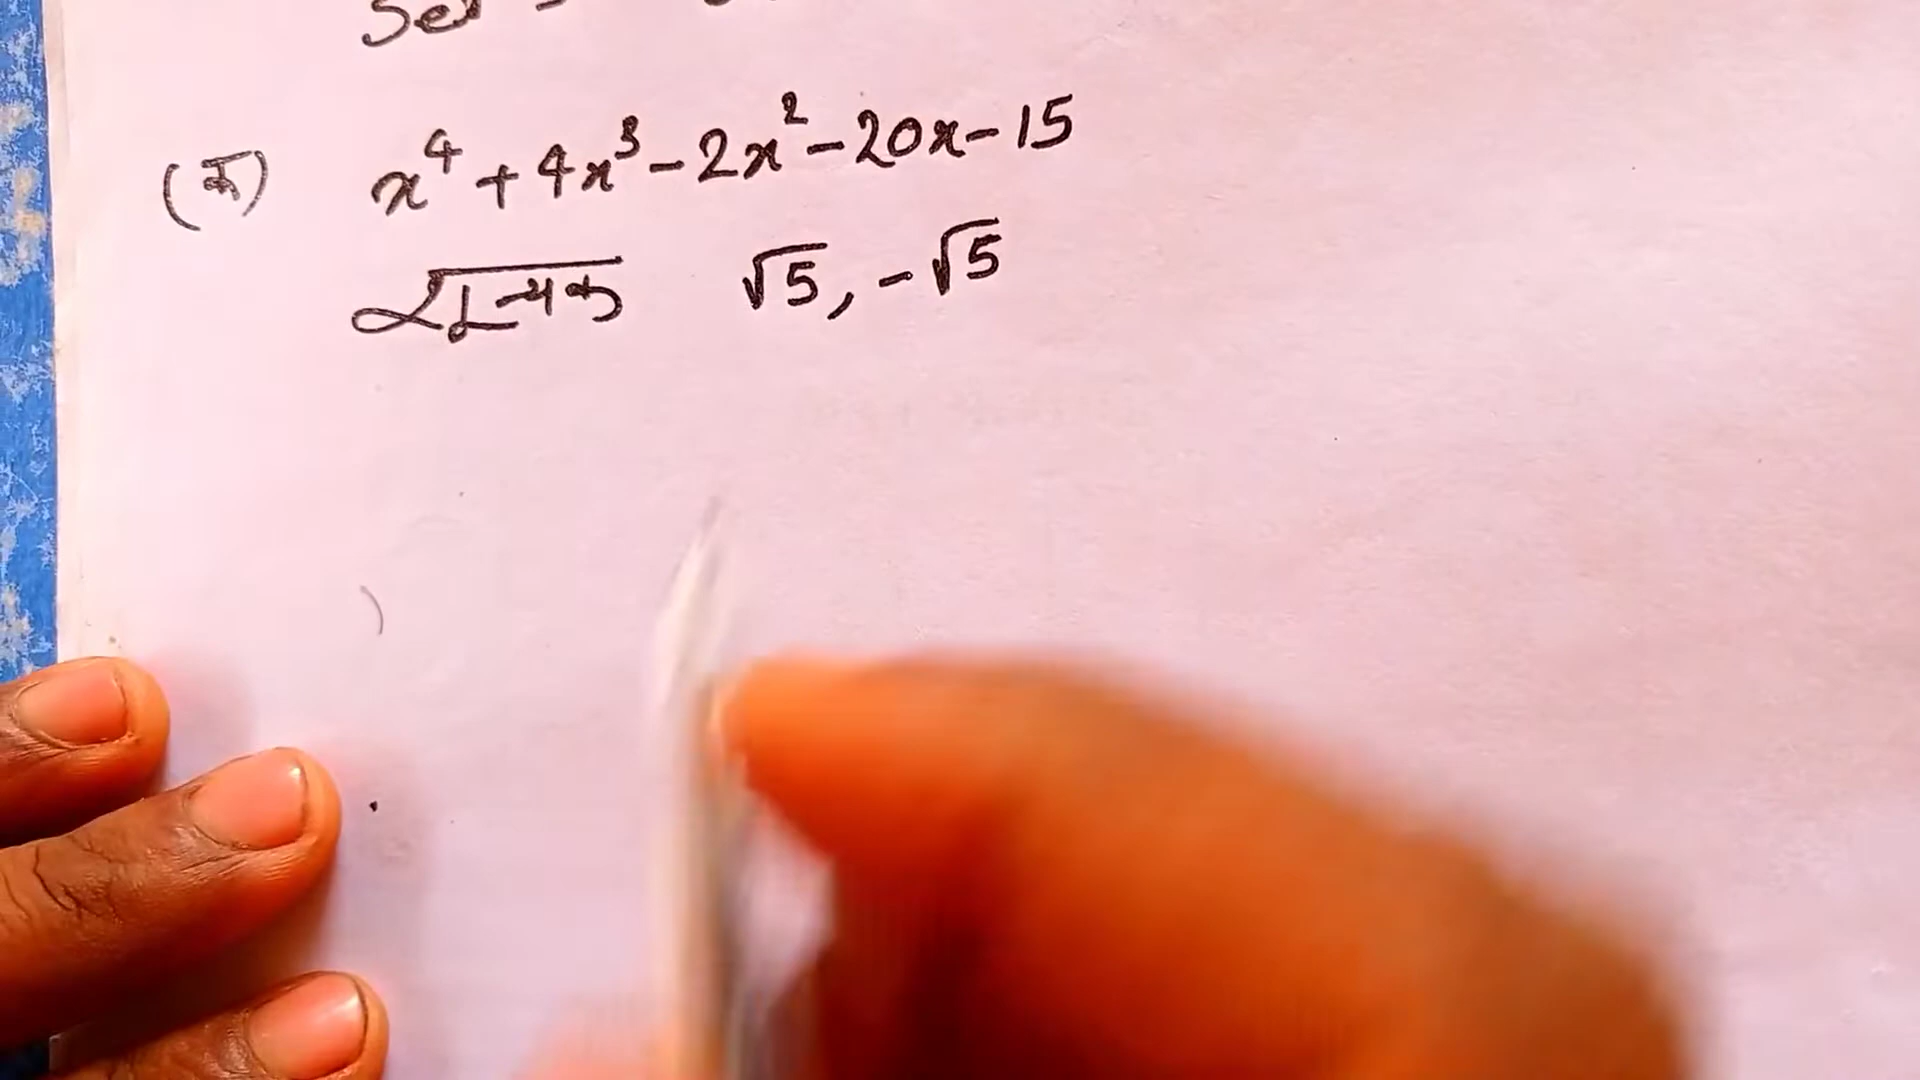 (क) x⁴ + 4x³ - 2x² - 20x - 15
शून्यक √5, -√5